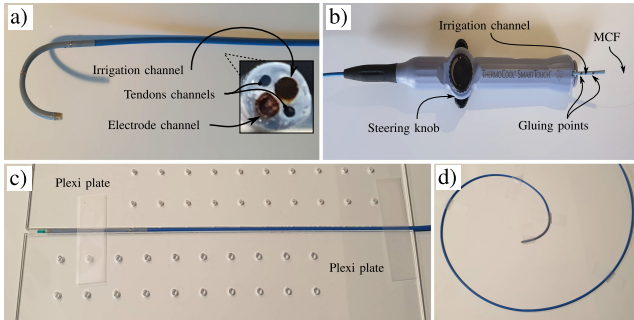 a)
Irrigation channel
Tendons channels
Electrode channel
b)
Irrigation channel
MCF
THERMOCOOL SMARTTOUCH
Steering knob
Gluing points
c)
Plexi plate
Plexi plate
d)